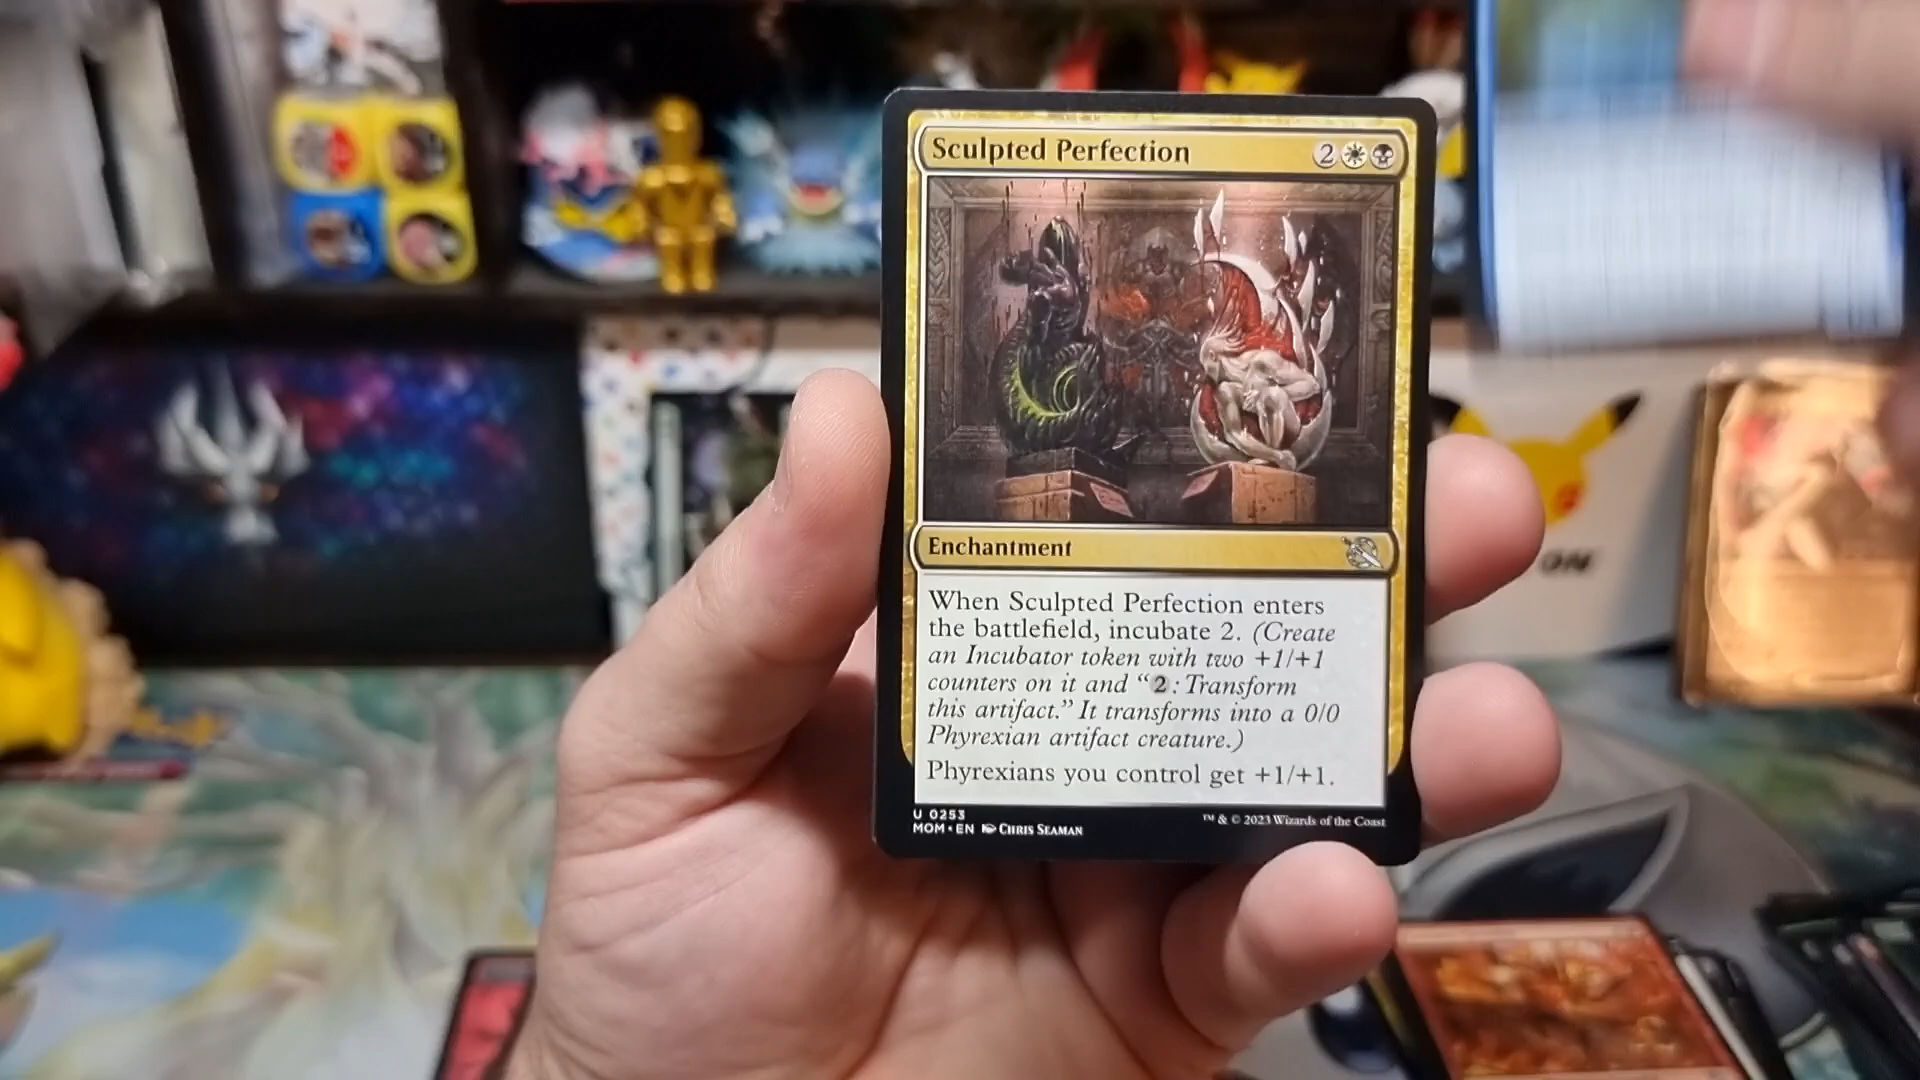 Sculpted Perfection 2
Enchantment
When Sculpted Perfection enters
the battlefield, incubate 2. (Create
an Incubator token with two +1/+1
counters on it and “2: Transform
this artifact.” It transforms into a 0/0
Phyrexian artifact creature.)
Phyrexians you control get +1/+1.
U 0253
MOM • EN Chris Seaman
™ & © 2023 Wizards of the Coast
ON